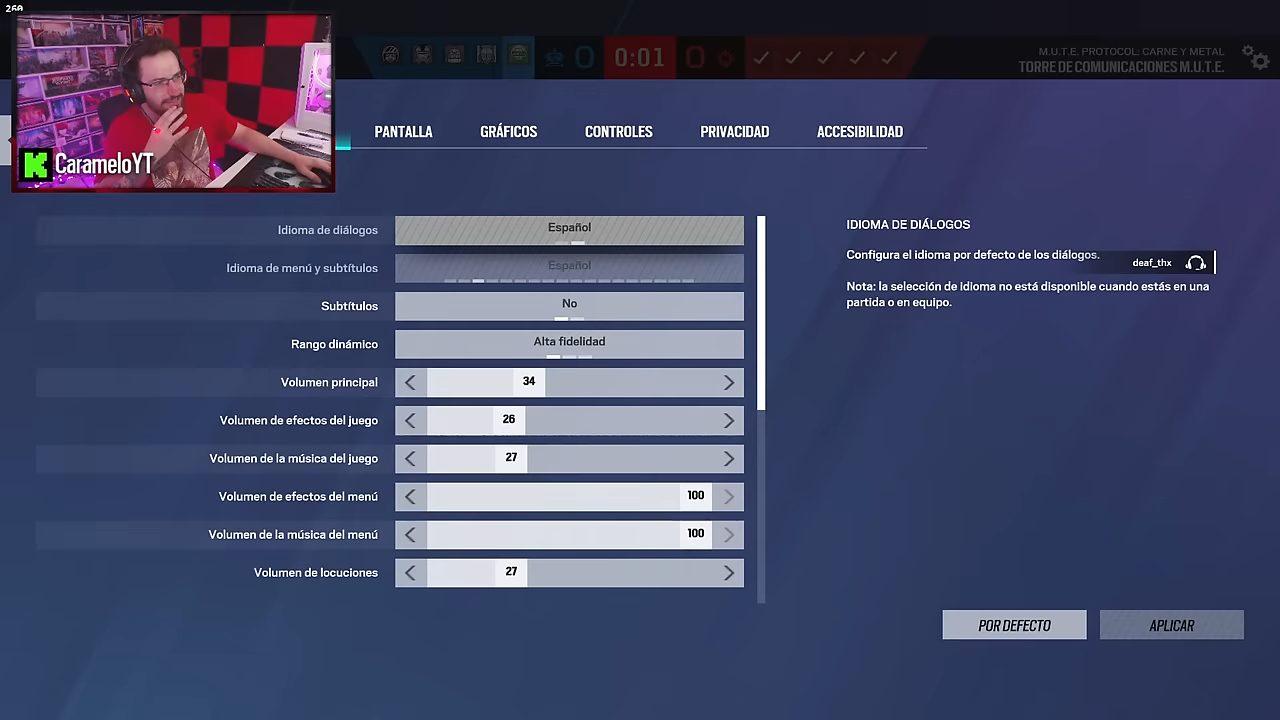 260
0 0:01 0
M.U.T.E. PROTOCOL: CARNE Y METAL
TORRE DE COMUNICACIONES M.U.T.E.
PANTALLA GRÁFICOS CONTROLES PRIVACIDAD ACCESIBILIDAD
K CarameloYT
Idioma de diálogos Español
Idioma de menú y subtítulos Español
Subtítulos No
Rango dinámico Alta fidelidad
Volumen principal 34
Volumen de efectos del juego 26
Volumen de la música del juego 27
Volumen de efectos del menú 100
Volumen de la música del menú 100
Volumen de locuciones 27
IDIOMA DE DIÁLOGOS
Configura el idioma por defecto de los diálogos.
deaf_thx
Nota: la selección de idioma no está disponible cuando estás en una
partida o en equipo.
POR DEFECTO APLICAR